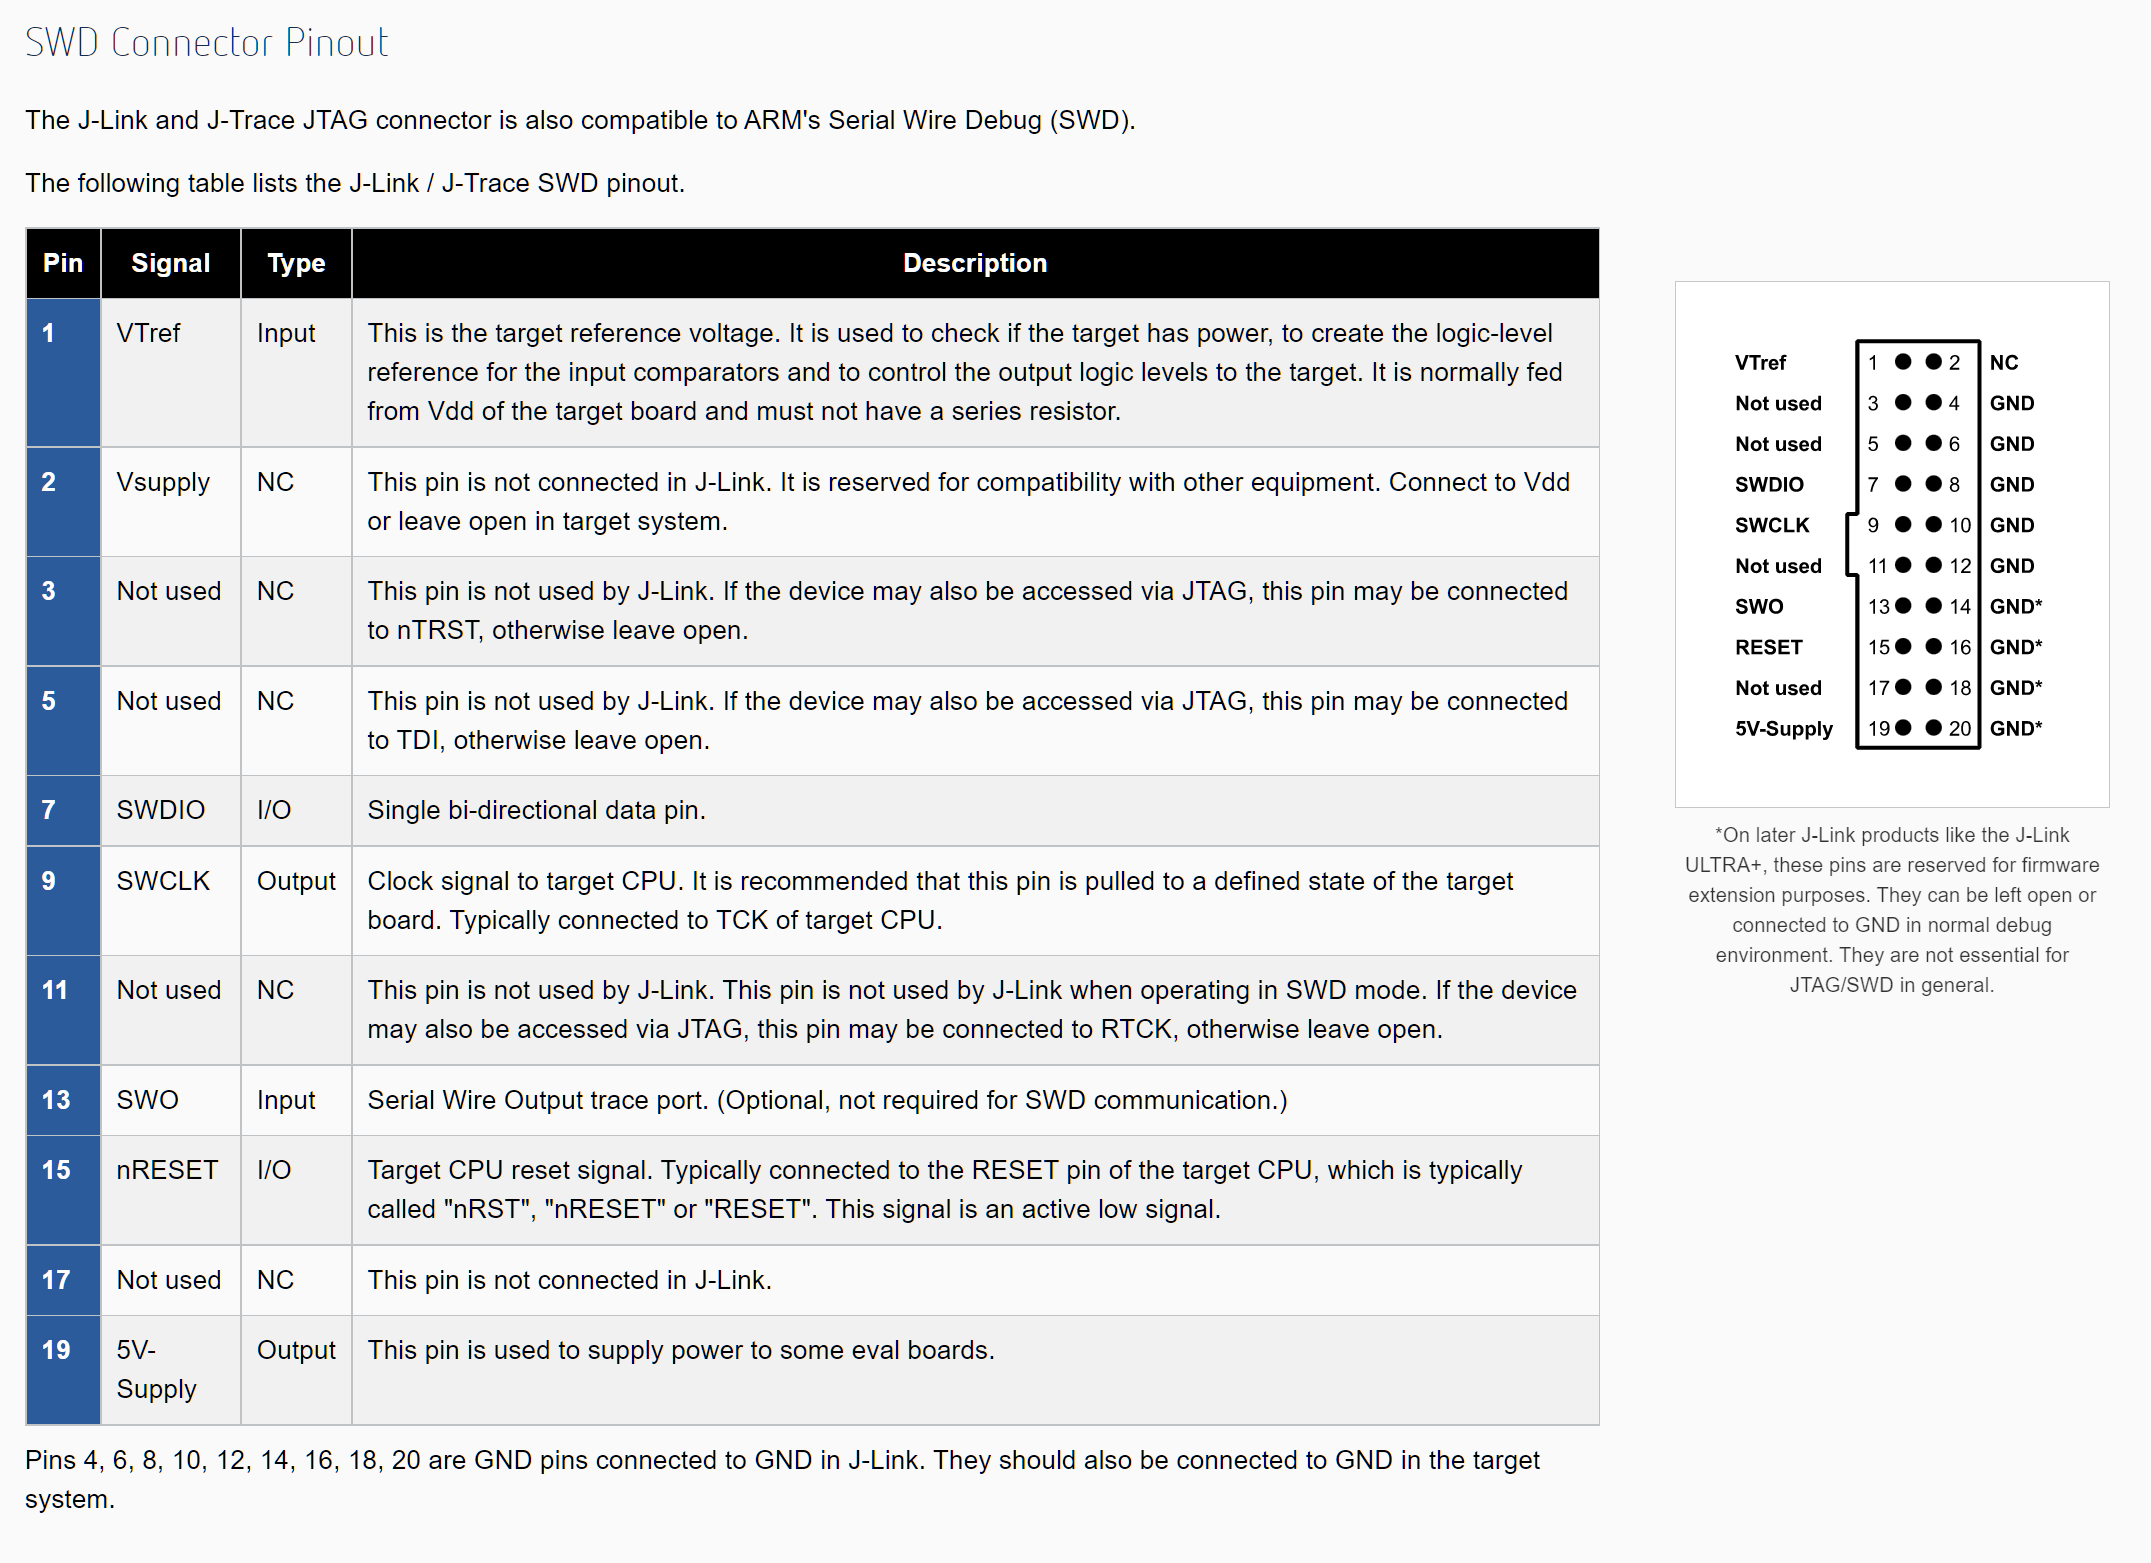 SWD Connector Pinout
The J-Link and J-Trace JTAG connector is also compatible to ARM's Serial Wire Debug (SWD).
The following table lists the J-Link / J-Trace SWD pinout.
Pin Signal Type Description
1 VTref Input This is the target reference voltage. It is used to check if the target has power, to create the logic-level
reference for the input comparators and to control the output logic levels to the target. It is normally fed
from Vdd of the target board and must not have a series resistor.
2 Vsupply NC This pin is not connected in J-Link. It is reserved for compatibility with other equipment. Connect to Vdd
or leave open in target system.
3 Not used NC This pin is not used by J-Link. If the device may also be accessed via JTAG, this pin may be connected
to nTRST, otherwise leave open.
5 Not used NC This pin is not used by J-Link. If the device may also be accessed via JTAG, this pin may be connected
to TDI, otherwise leave open.
7 SWDIO I/O Single bi-directional data pin.
9 SWCLK Output Clock signal to target CPU. It is recommended that this pin is pulled to a defined state of the target
board. Typically connected to TCK of target CPU.
11 Not used NC This pin is not used by J-Link. This pin is not used by J-Link when operating in SWD mode. If the device
may also be accessed via JTAG, this pin may be connected to RTCK, otherwise leave open.
13 SWO Input Serial Wire Output trace port. (Optional, not required for SWD communication.)
15 nRESET I/O Target CPU reset signal. Typically connected to the RESET pin of the target CPU, which is typically
called "nRST", "nRESET" or "RESET". This signal is an active low signal.
17 Not used NC This pin is not connected in J-Link.
19 5V- Output This pin is used to supply power to some eval boards.
Supply
Pins 4, 6, 8, 10, 12, 14, 16, 18, 20 are GND pins connected to GND in J-Link. They should also be connected to GND in the target
system.
VTref 1 2 NC
Not used 3 4 GND
Not used 5 6 GND
SWDIO 7 8 GND
SWCLK 9 10 GND
Not used 11 12 GND
SWO 13 14 GND*
RESET 15 16 GND*
Not used 17 18 GND*
5V-Supply 19 20 GND*
*On later J-Link products like the J-Link
ULTRA+, these pins are reserved for firmware
extension purposes. They can be left open or
connected to GND in normal debug
environment. They are not essential for
JTAG/SWD in general.